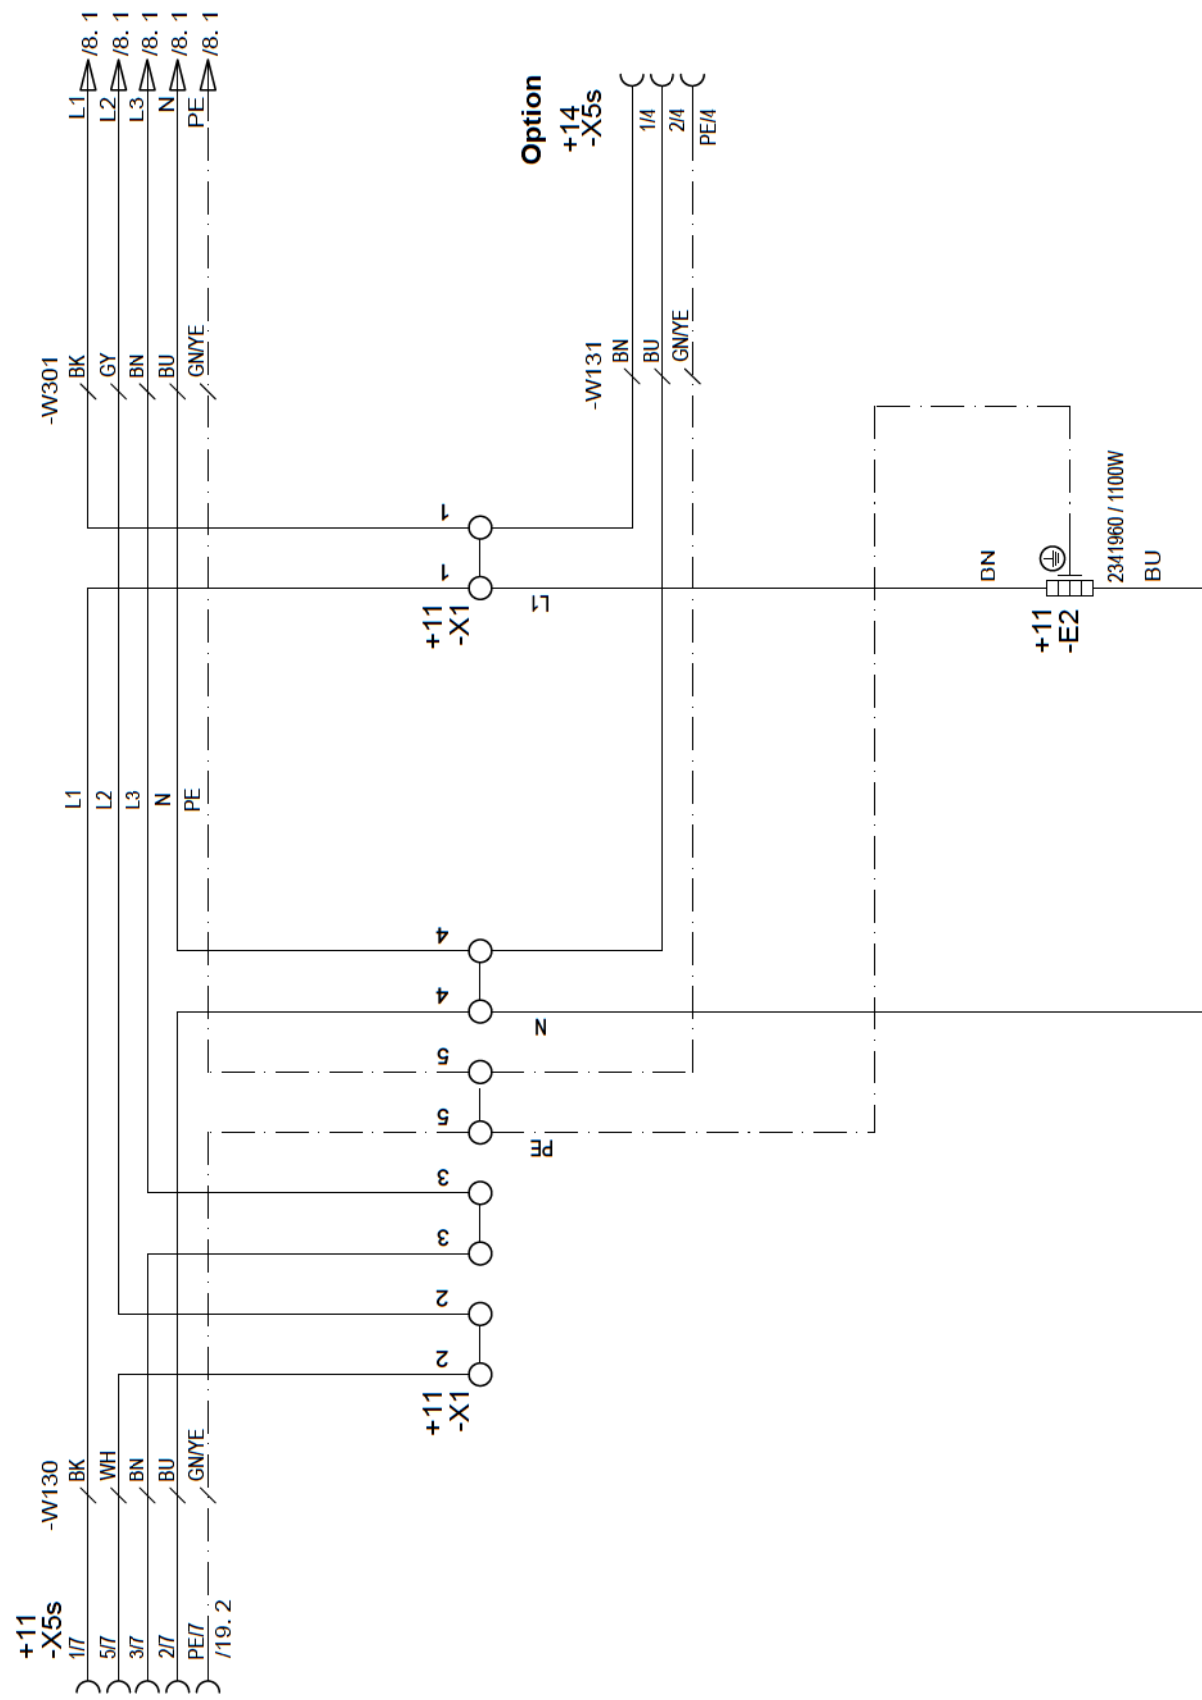 +11
-X5s
1/7
5/7
3/7
2/7
PE/7
/19. 2
-W130
BK
WH
BN
BU
GN/YE
L1
L2
L3
N
PE
-W301
BK
GY
BN
BU
GN/YE
L1
L2
L3
N
PE
/8. 1
/8. 1
/8. 1
/8. 1
/8. 1
+11
-X1
2
2
3
3
5
5
4
4
+11
-X1
1
1
PE
N
L1
Option
+14
-X5s
1/4
2/4
PE/4
-W131
BN
BU
GN/YE
BN
+11
-E2
2341960 / 1100W
BU